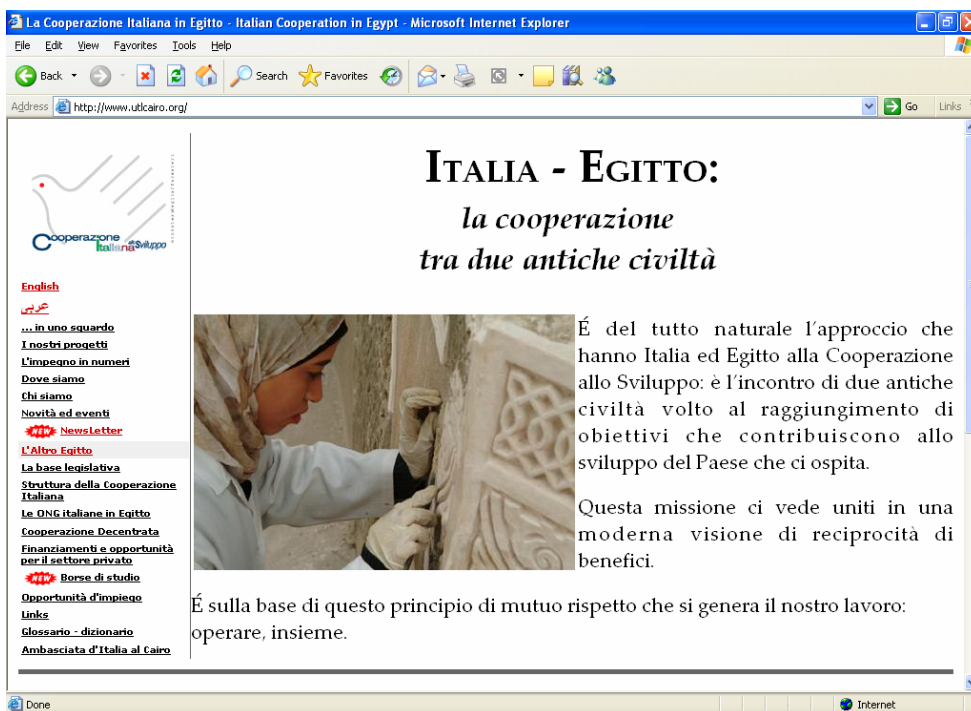 La Cooperazione Italiana in Egitto - Italian Cooperation in Egypt - Microsoft Internet Explorer
File Edit View Favorites Tools Help
Back Search Favorites
Address http://www.utlcairo.org/ Go Links
Cooperazione
Italiana allo Sviluppo
English
عربى
... in uno sguardo
I nostri progetti
L'impegno in numeri
Dove siamo
Chi siamo
Novità ed eventi
NEW NewsLetter
L'Altro Egitto
La base legislativa
Struttura della Cooperazione
Italiana
Le ONG italiane in Egitto
Cooperazione Decentrata
Finanziamenti e opportunità
per il settore privato
NEW Borse di studio
Opportunità d'impiego
Links
Glossario - dizionario
Ambasciata d'Italia al Cairo
ITALIA - EGITTO:
la cooperazione
tra due antiche civiltà
É del tutto naturale l'approccio che
hanno Italia ed Egitto alla Cooperazione
allo Sviluppo: è l'incontro di due antiche
civiltà volto al raggiungimento di
obiettivi che contribuiscono allo
sviluppo del Paese che ci ospita.
Questa missione ci vede uniti in una
moderna visione di reciprocità di
benefici.
É sulla base di questo principio di mutuo rispetto che si genera il nostro lavoro:
operare, insieme.
Done Internet